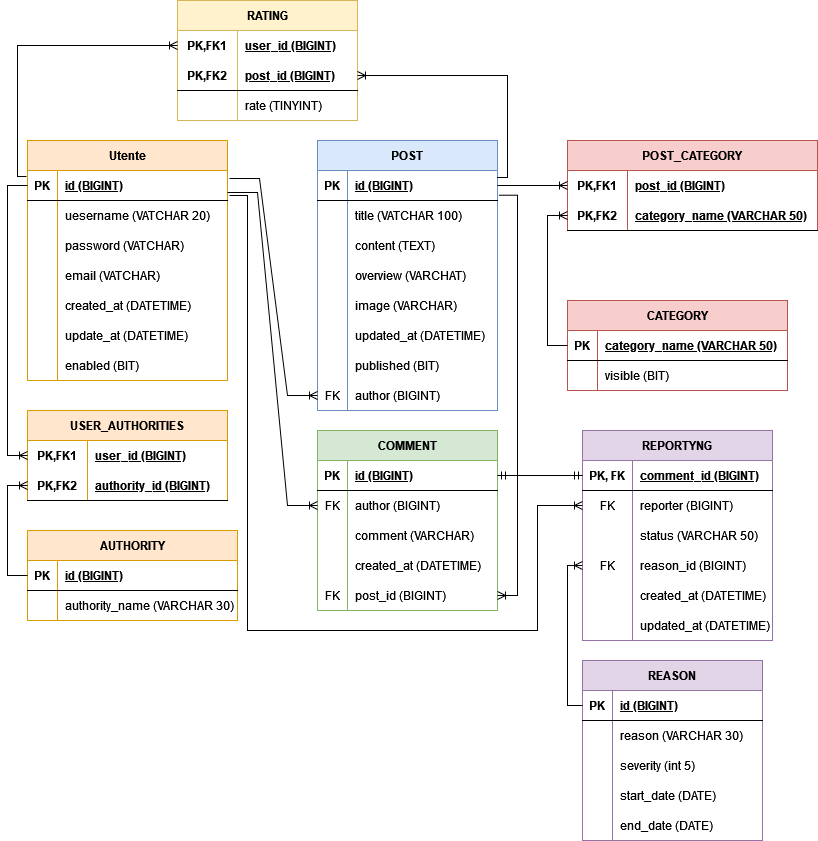 RATING
PK,FK1 user_id (BIGINT)
PK,FK2 post_id (BIGINT)
rate (TINYINT)
Utente
PK id (BIGINT)
uesername (VATCHAR 20)
password (VATCHAR)
email (VATCHAR)
created_at (DATETIME)
update_at (DATETIME)
enabled (BIT)
POST
PK id (BIGINT)
title (VATCHAR 100)
content (TEXT)
overview (VARCHAT)
image (VARCHAR)
updated_at (DATETIME)
published (BIT)
FK author (BIGINT)
POST_CATEGORY
PK,FK1 post_id (BIGINT)
PK,FK2 category_name (VARCHAR 50)
CATEGORY
PK category_name (VARCHAR 50)
visible (BIT)
USER_AUTHORITIES
PK,FK1 user_id (BIGINT)
PK,FK2 authority_id (BIGINT)
COMMENT
PK id (BIGINT)
FK author (BIGINT)
comment (VARCHAR)
created_at (DATETIME)
FK post_id (BIGINT)
REPORTYNG
PK, FK comment_id (BIGINT)
FK reporter (BIGINT)
status (VARCHAR 50)
FK reason_id (BIGINT)
created_at (DATETIME)
updated_at (DATETIME)
AUTHORITY
PK id (BIGINT)
authority_name (VARCHAR 30)
REASON
PK id (BIGINT)
reason (VARCHAR 30)
severity (int 5)
start_date (DATE)
end_date (DATE)